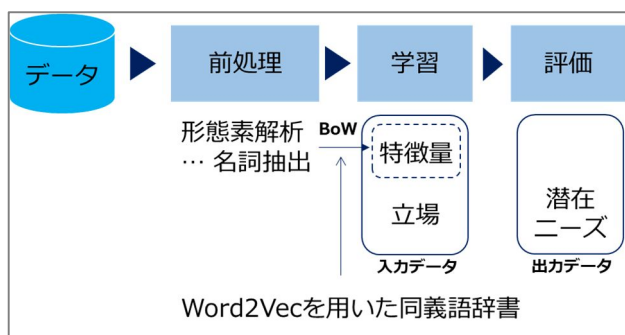 データ
前処理
学習
評価
形態素解析
… 名詞抽出
BoW
特徴量
立場
入力データ
潜在
ニーズ
出力データ
Word2Vecを用いた同義語辞書